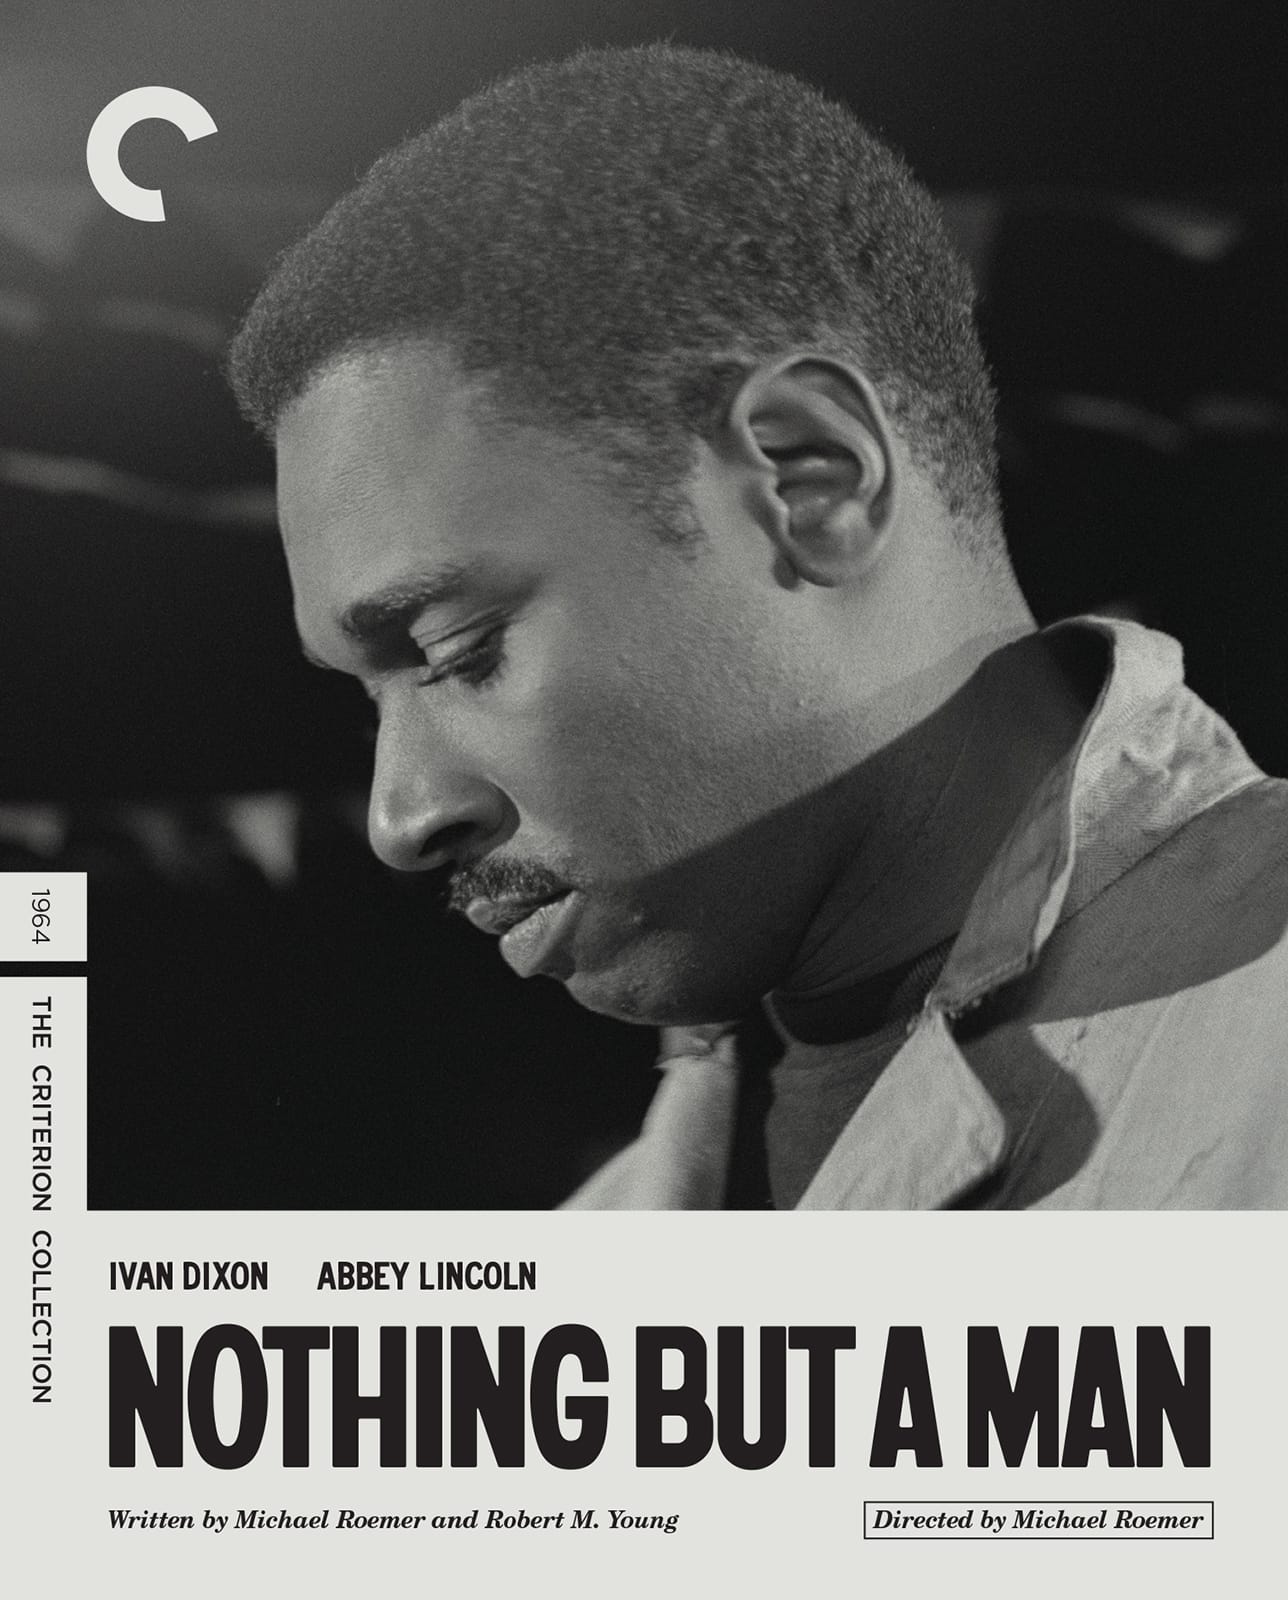 1964
THE CRITERION COLLECTION
IVAN DIXON ABBEY LINCOLN
NOTHING BUT A MAN
Written by Michael Roemer and Robert M. Young
Directed by Michael Roemer